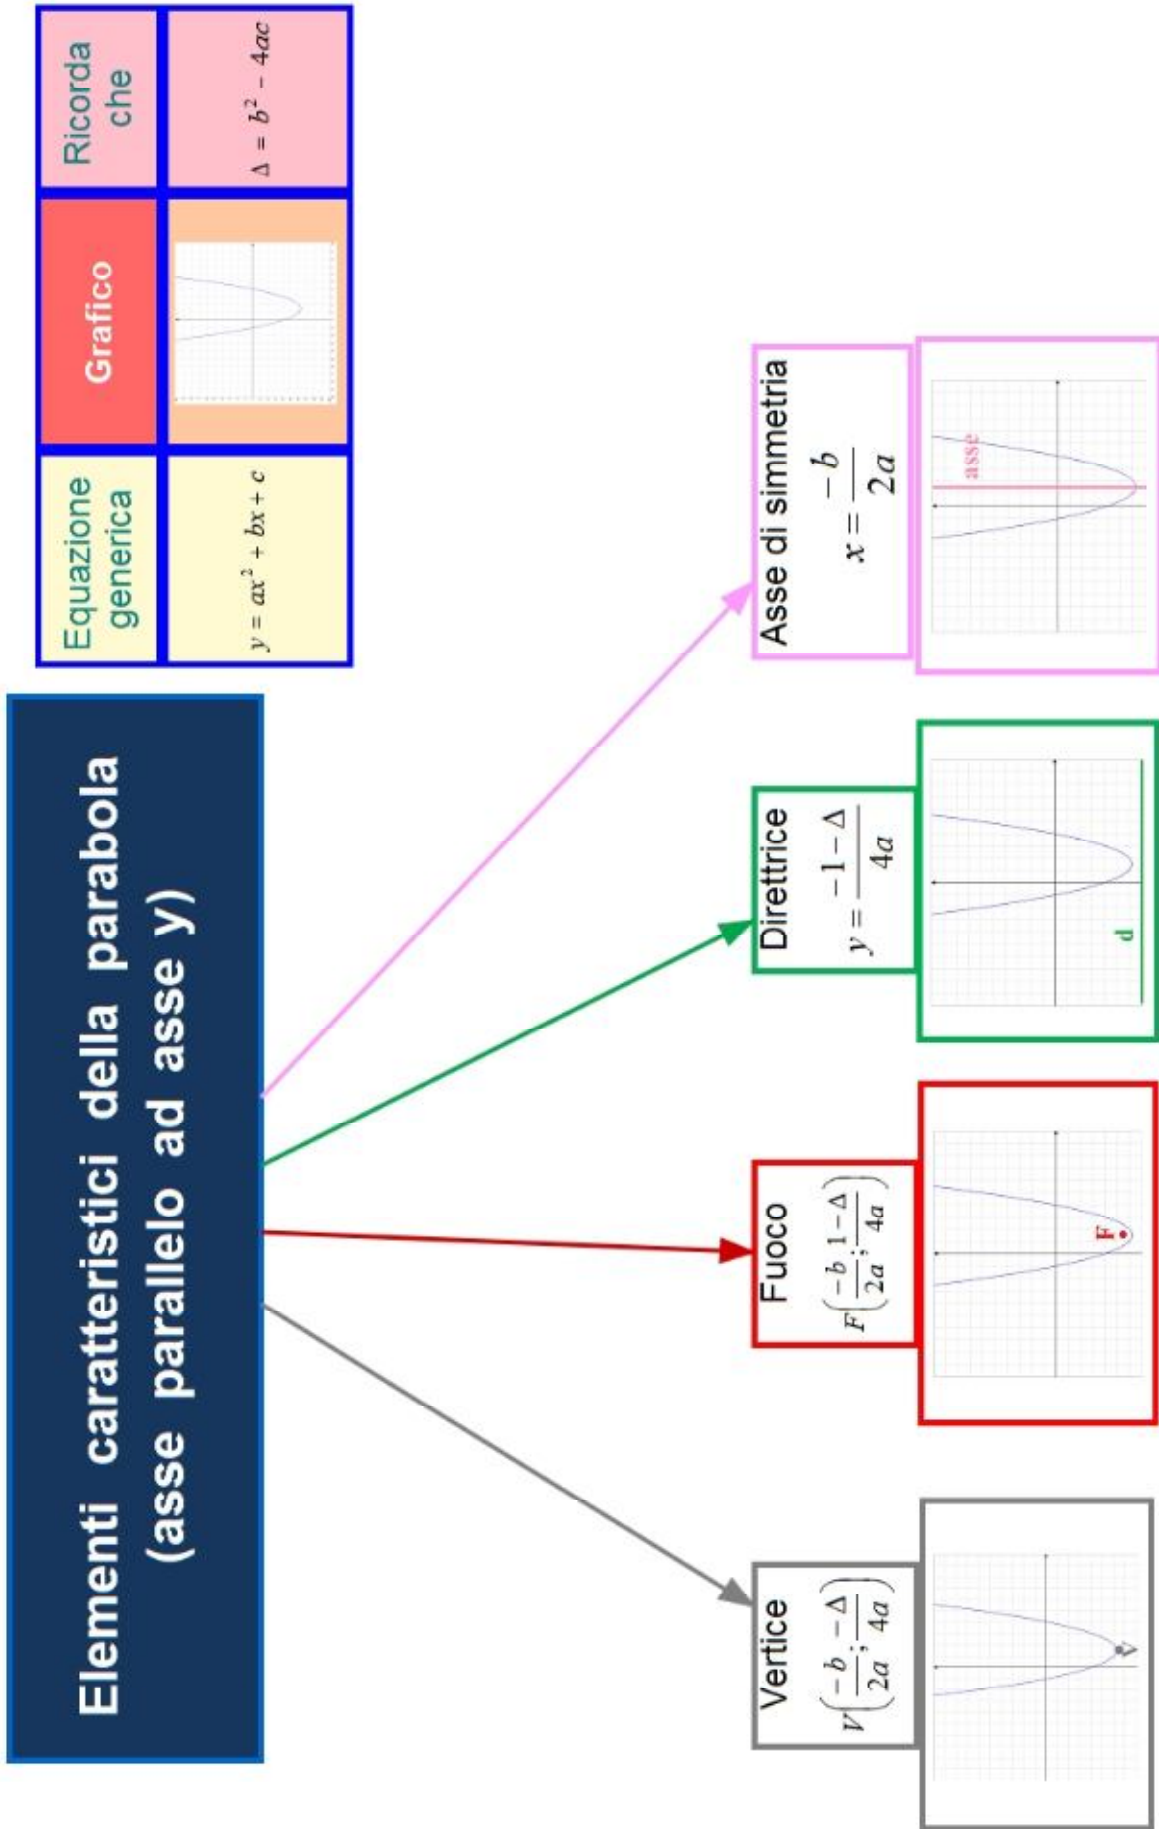 Elementi caratteristici della parabola
(asse parallelo ad asse y)
Equazione
generica
Grafico
Ricorda
che
y = ax² + bx + c
Δ = b² - 4ac
Vertice
V(-b/2a ; -Δ/4a)
V
Fuoco
F(-b/2a ; 1-Δ/4a)
F
Direttrice
y = -1-Δ/4a
d
Asse di simmetria
x = -b/2a
asse